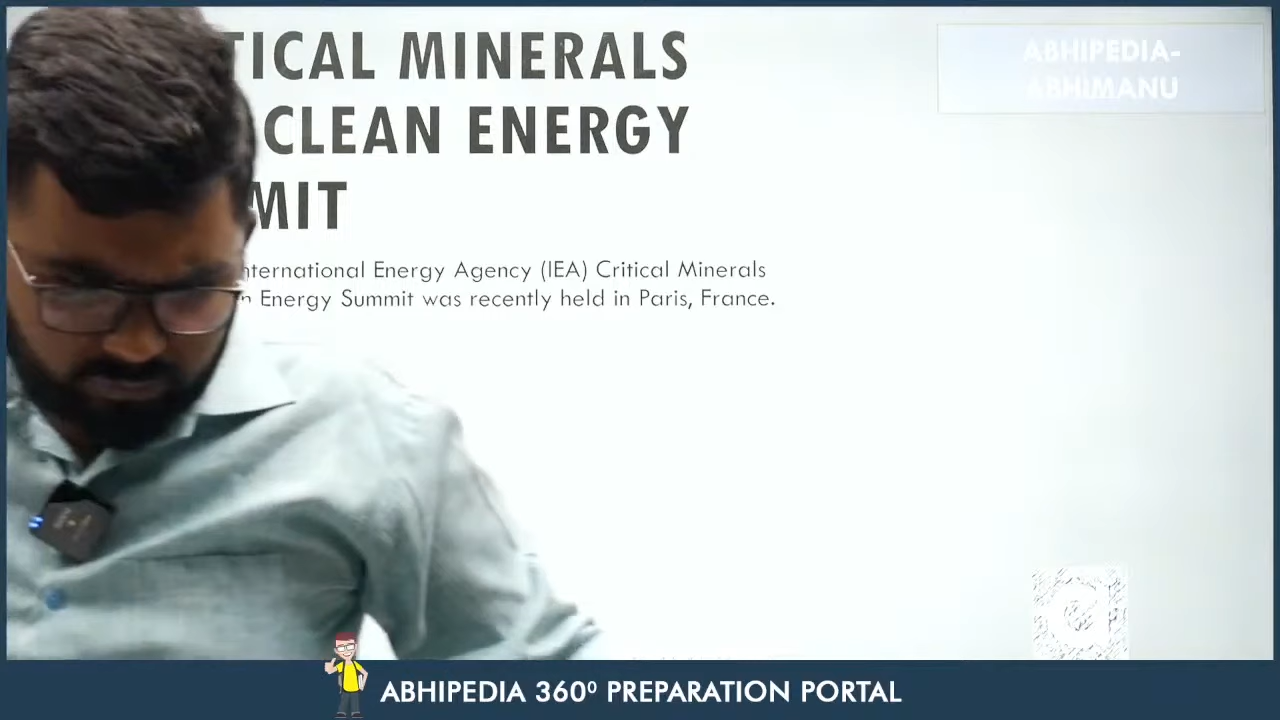 TICAL MINERALS
CLEAN ENERGY
MIT
nternational Energy Agency (IEA) Critical Minerals
n Energy Summit was recently held in Paris, France.
ABHIPEDIA-
ABHIMANU
ABHIPEDIA 360º PREPARATION PORTAL